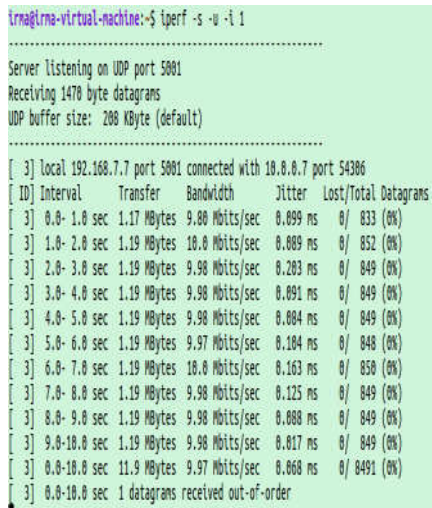 irma@irma-virtual-machine:~$ iperf -s -u -i 1
------------------------------------------------------------
Server listening on UDP port 5001
Receiving 1470 byte datagrams
UDP buffer size: 208 KByte (default)
------------------------------------------------------------
[ 3] local 192.168.7.7 port 5001 connected with 10.0.0.7 port 54306
[ ID] Interval Transfer Bandwidth Jitter Lost/Total Datagrams
[ 3] 0.0- 1.0 sec 1.17 MBytes 9.80 Mbits/sec 0.099 ms 0/ 833 (0%)
[ 3] 1.0- 2.0 sec 1.19 MBytes 10.0 Mbits/sec 0.089 ms 0/ 852 (0%)
[ 3] 2.0- 3.0 sec 1.19 MBytes 9.98 Mbits/sec 0.203 ms 0/ 849 (0%)
[ 3] 3.0- 4.0 sec 1.19 MBytes 9.98 Mbits/sec 0.091 ms 0/ 849 (0%)
[ 3] 4.0- 5.0 sec 1.19 MBytes 9.98 Mbits/sec 0.084 ms 0/ 849 (0%)
[ 3] 5.0- 6.0 sec 1.19 MBytes 9.97 Mbits/sec 0.104 ms 0/ 848 (0%)
[ 3] 6.0- 7.0 sec 1.19 MBytes 10.0 Mbits/sec 0.163 ms 0/ 850 (0%)
[ 3] 7.0- 8.0 sec 1.19 MBytes 9.98 Mbits/sec 0.125 ms 0/ 849 (0%)
[ 3] 8.0- 9.0 sec 1.19 MBytes 9.98 Mbits/sec 0.088 ms 0/ 849 (0%)
[ 3] 9.0-10.0 sec 1.19 MBytes 9.98 Mbits/sec 0.017 ms 0/ 849 (0%)
[ 3] 0.0-10.0 sec 11.9 MBytes 9.97 Mbits/sec 0.068 ms 0/ 8491 (0%)
[ 3] 0.0-10.0 sec 1 datagrams received out-of-order